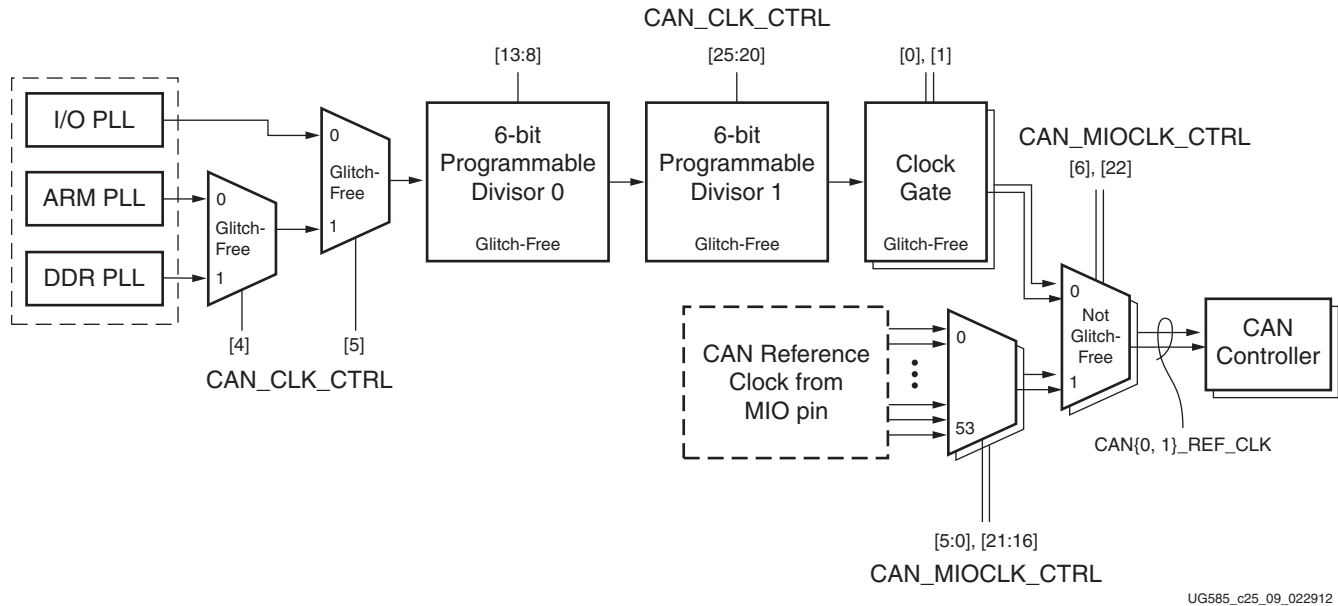 CAN_CLK_CTRL
[13:8]
[25:20]
[0], [1]
I/O PLL
ARM PLL
DDR PLL
0
Glitch-
Free
1
0
Glitch-
Free
1
[4]
[5]
CAN_CLK_CTRL
6-bit
Programmable
Divisor 0
Glitch-Free
6-bit
Programmable
Divisor 1
Glitch-Free
Clock
Gate
Glitch-Free
CAN_MIOCLK_CTRL
[6], [22]
0
Not
Glitch-
Free
1
CAN
Controller
CAN Reference
Clock from
MIO pin
0
53
CAN{0, 1}_REF_CLK
[5:0], [21:16]
CAN_MIOCLK_CTRL
UG585_c25_09_022912